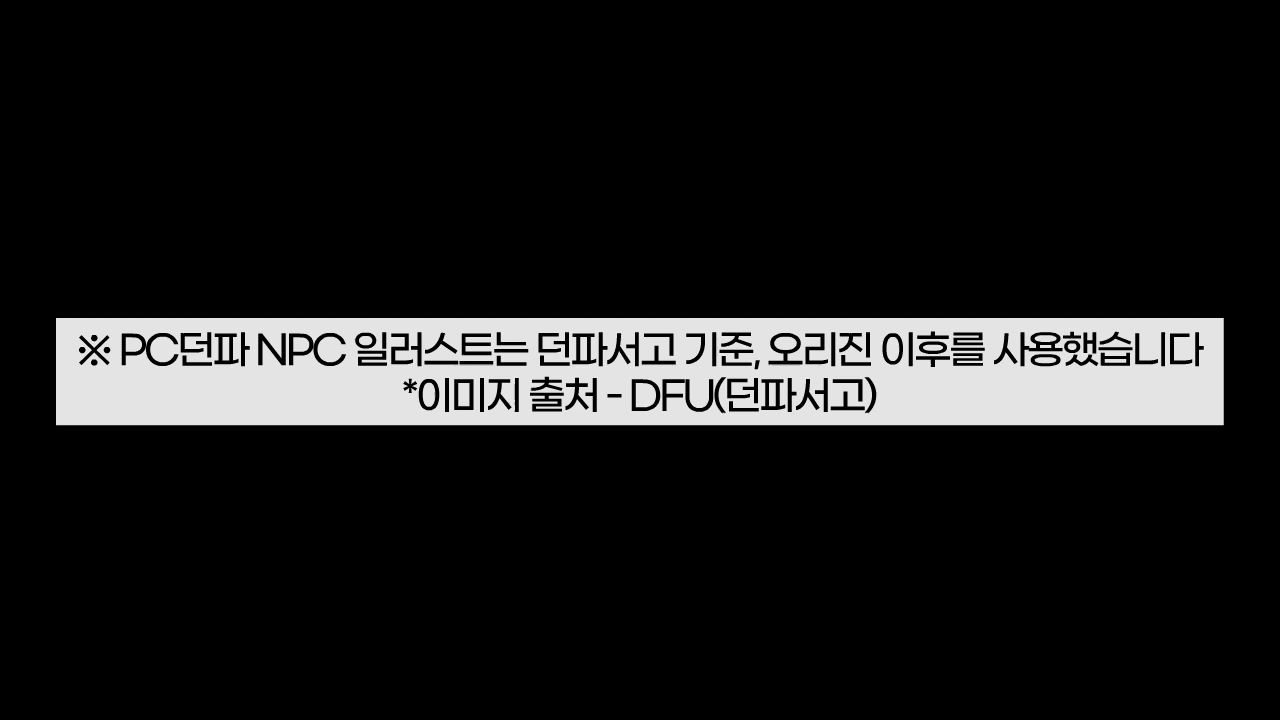 ※ PC던파 NPC 일러스트는 던파서고 기준, 오리진 이후를 사용했습니다
*이미지 출처 - DFU(던파서고)